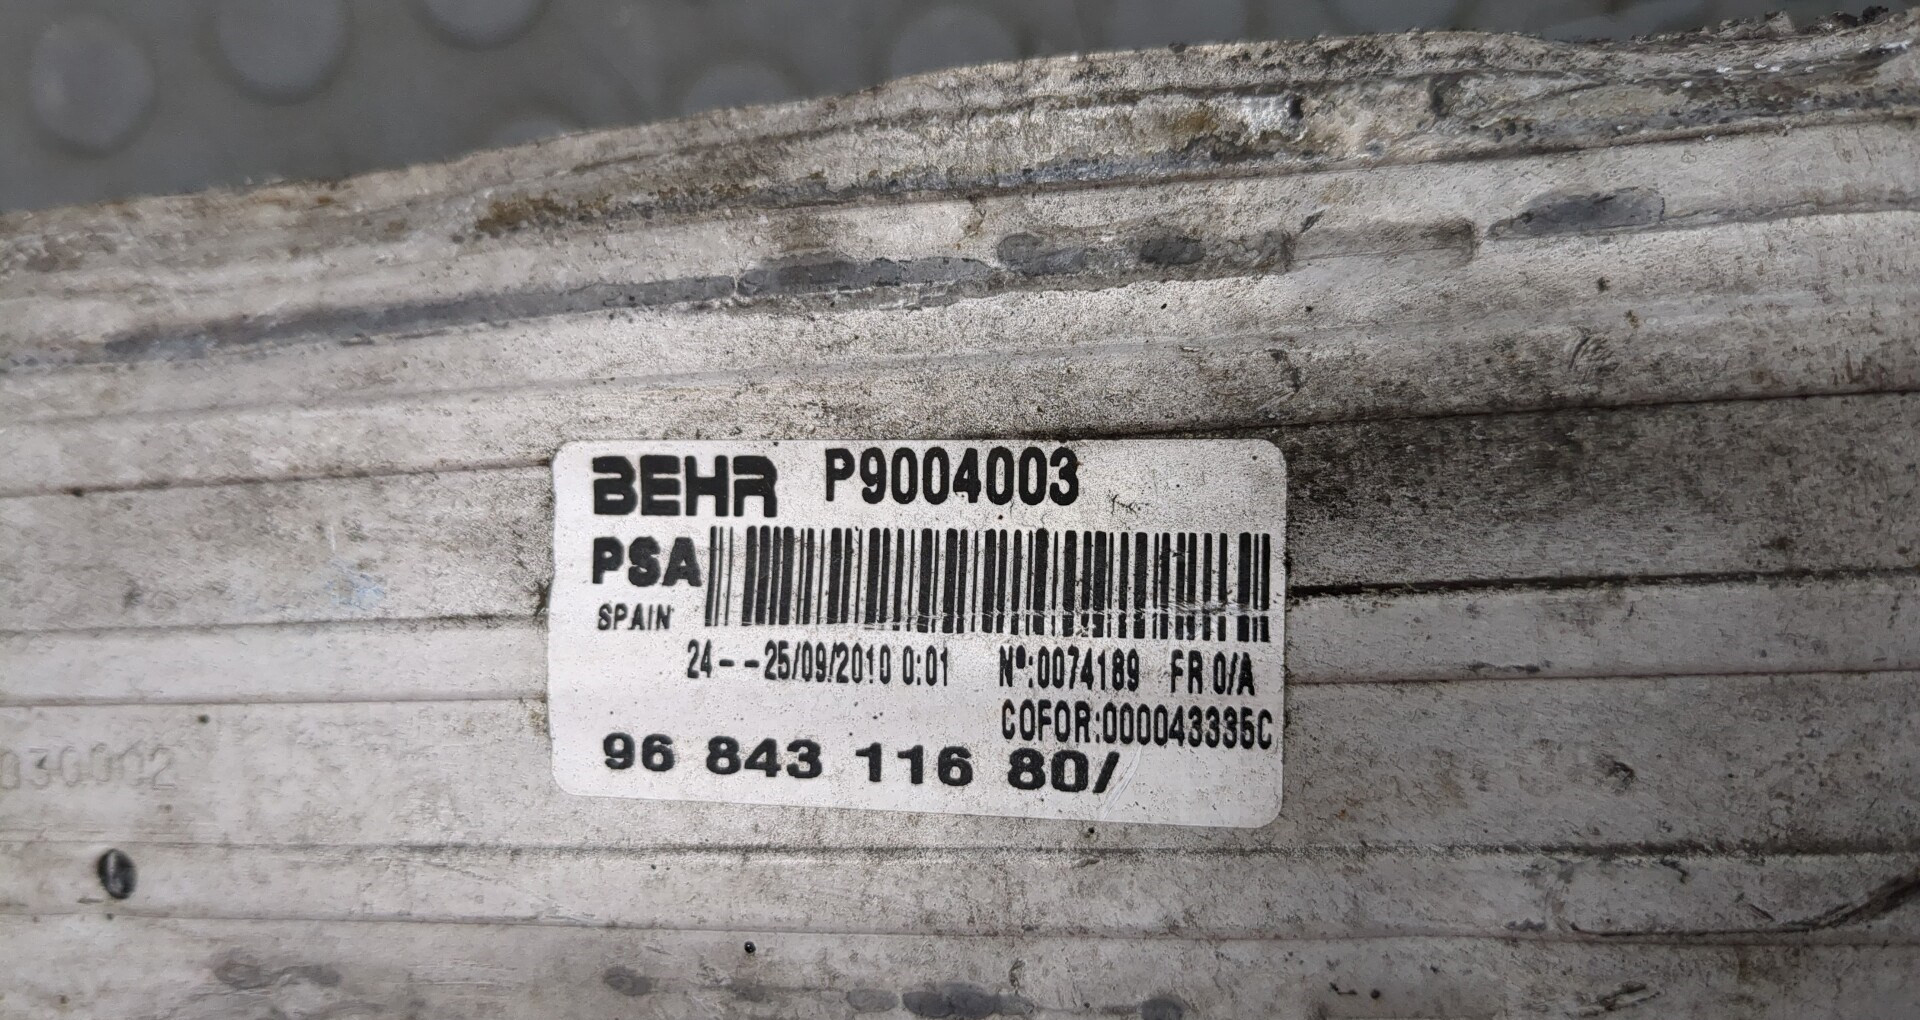 BEHR P9004003
PSA
SPAIN
24--25/09/2010 0:01 Nº:0074189 FR 0/A
COFOR:000043335C
96 843 116 80/
030002